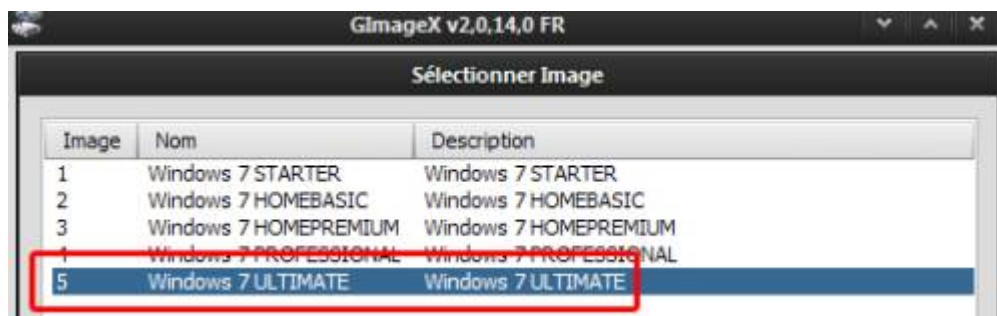 GImageX v2,0,14,0 FR
Sélectionner Image
Image Nom Description
1 Windows 7 STARTER Windows 7 STARTER
2 Windows 7 HOMEBASIC Windows 7 HOMEBASIC
3 Windows 7 HOMEPREMIUM Windows 7 HOMEPREMIUM
4 Windows 7 PROFESSIONAL Windows 7 PROFESSIONAL
5 Windows 7 ULTIMATE Windows 7 ULTIMATE